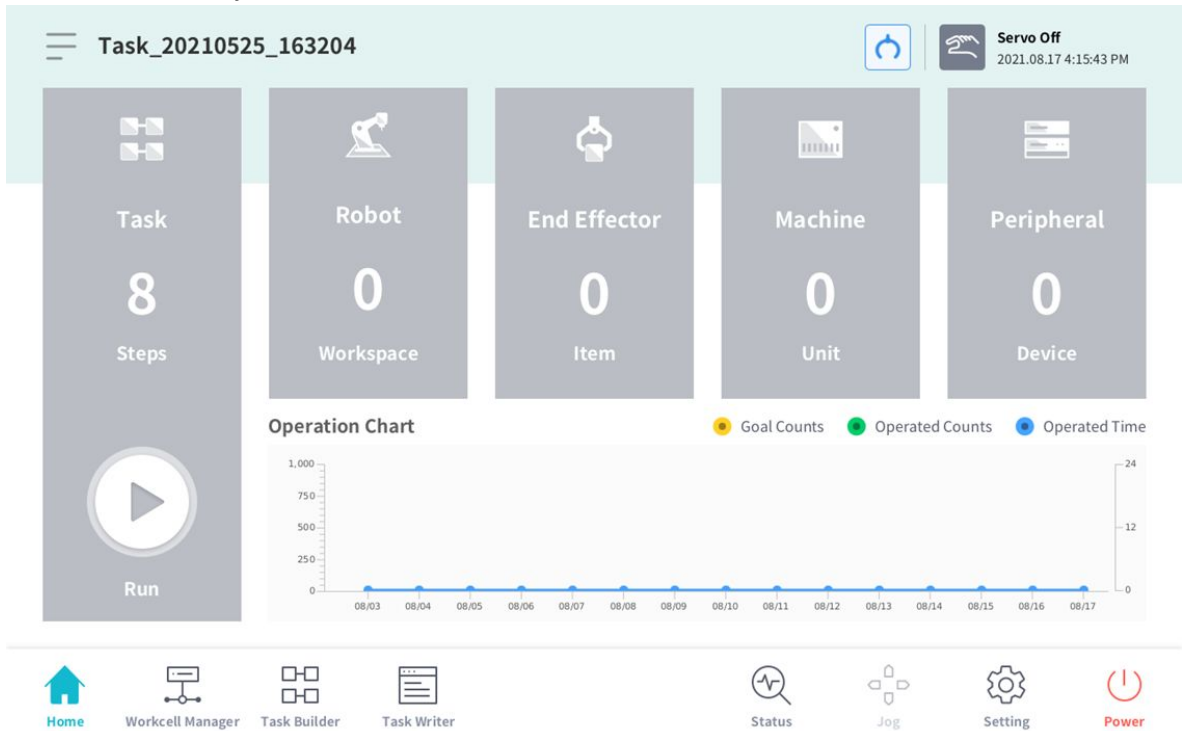 Task_20210525_163204
Servo Off
2021.08.17 4:15:43 PM
Task
8
Steps
Run
Robot
0
Workspace
End Effector
0
Item
Machine
0
Unit
Peripheral
0
Device
Operation Chart
Goal Counts
Operated Counts
Operated Time
1,000
750
500
250
0
24
12
0
08/03 08/04 08/05 08/06 08/07 08/08 08/09 08/10 08/11 08/12 08/13 08/14 08/15 08/16 08/17
Home
Workcell Manager
Task Builder
Task Writer
Status
Jog
Setting
Power